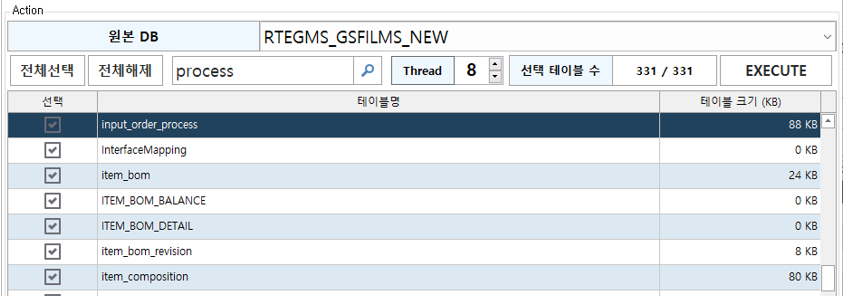 Action
원본 DB RTEGMS_GSFILMS_NEW
전체선택 전체해제 process Thread 8 선택 테이블 수 331 / 331 EXECUTE
선택 테이블명 테이블 크기 (KB)
input_order_process 88 KB
InterfaceMapping 0 KB
item_bom 24 KB
ITEM_BOM_BALANCE 0 KB
ITEM_BOM_DETAIL 0 KB
item_bom_revision 8 KB
item_composition 80 KB